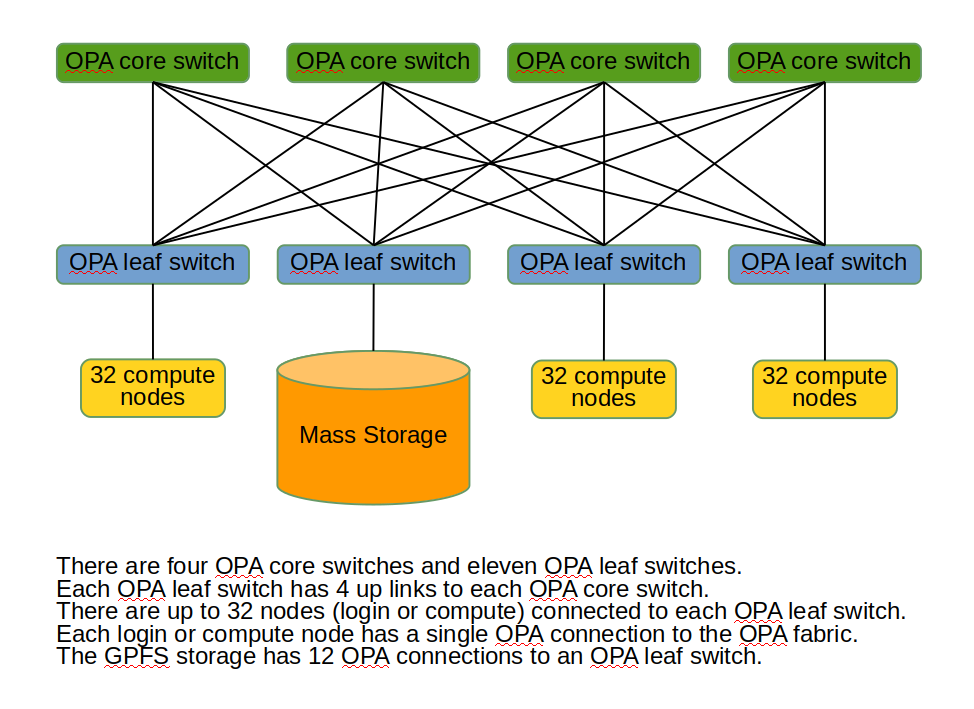 OPA core switch
OPA core switch
OPA core switch
OPA core switch
OPA leaf switch
OPA leaf switch
OPA leaf switch
OPA leaf switch
32 compute
nodes
Mass Storage
32 compute
nodes
32 compute
nodes
There are four OPA core switches and eleven OPA leaf switches.
Each OPA leaf switch has 4 up links to each OPA core switch.
There are up to 32 nodes (login or compute) connected to each OPA leaf switch.
Each login or compute node has a single OPA connection to the OPA fabric.
The GPFS storage has 12 OPA connections to an OPA leaf switch.